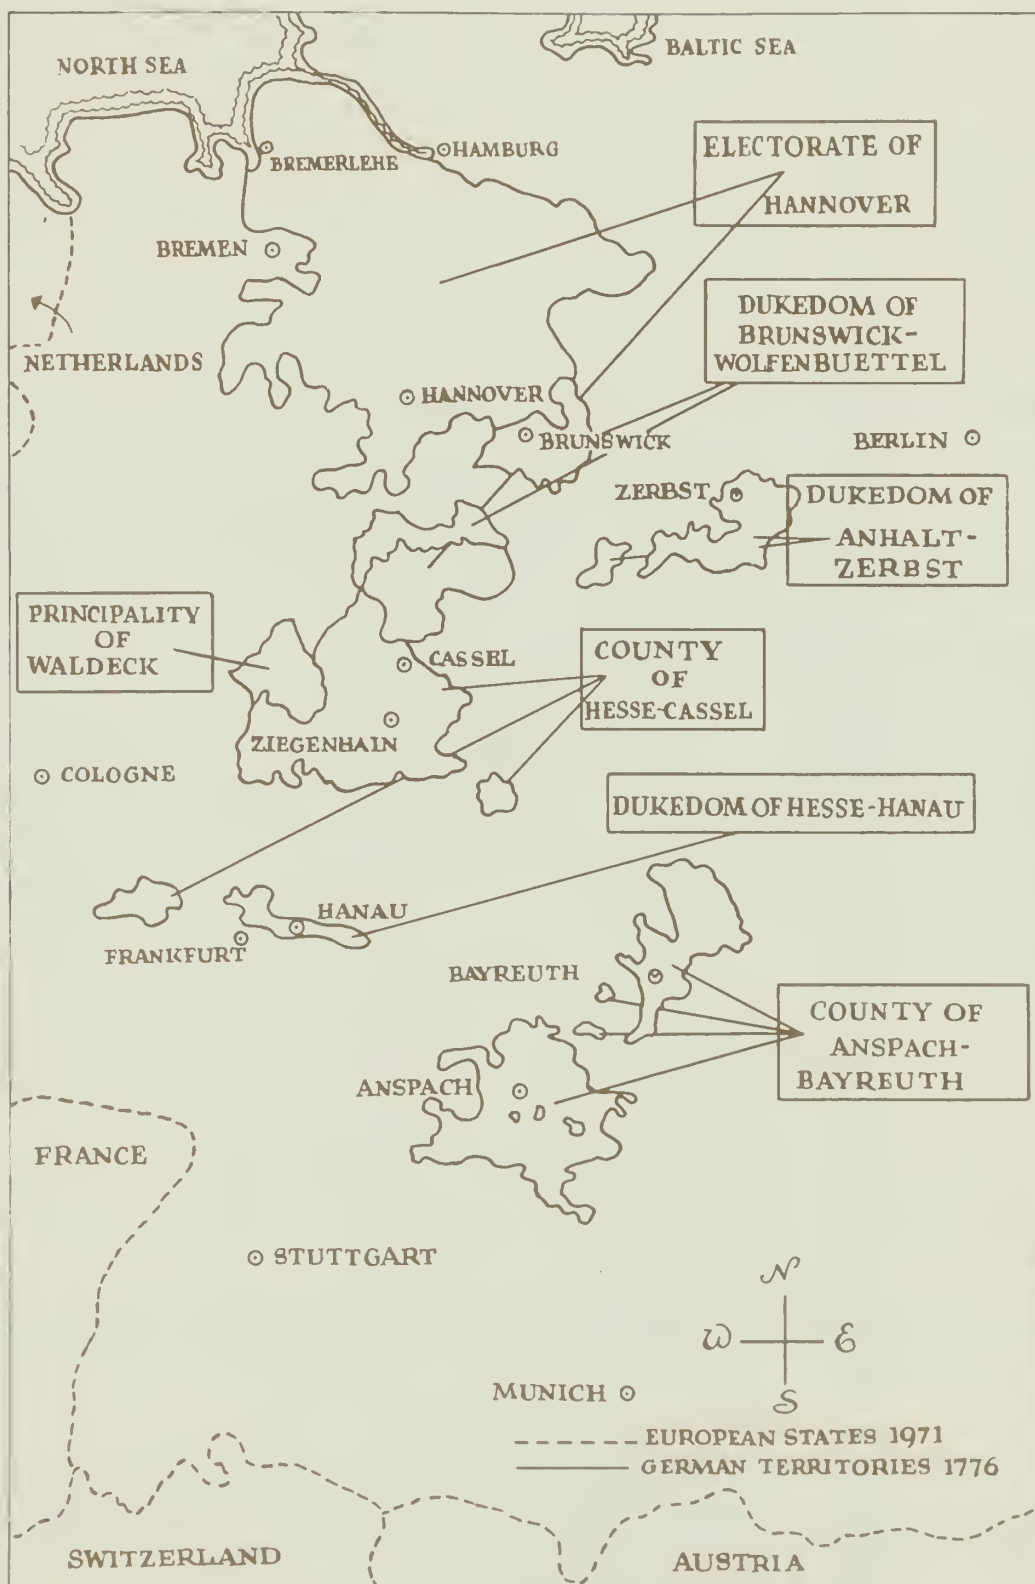 BALTIC SEA
NORTH SEA
BREMERLEHE
HAMBURG
ELECTORATE OF
HANNOVER
BREMEN
DUKEDOM OF
BRUNSWICK-
WOLFENBUETTEL
NETHERLANDS
HANNOVER
BRUNSWICK
BERLIN
ZERBST
DUKEDOM OF
ANHALT-
ZERBST
PRINCIPALITY
OF
WALDECK
CASSEL
COUNTY
OF
HESSE-CASSEL
ZIEGENHAIN
COLOGNE
DUKEDOM OF HESSE-HANAU
HANAU
FRANKFURT
BAYREUTH
COUNTY OF
ANSPACH-
BAYREUTH
ANSPACH
FRANCE
STUTTGART
N
W E
S
MUNICH
EUROPEAN STATES 1971
GERMAN TERRITORIES 1776
SWITZERLAND
AUSTRIA